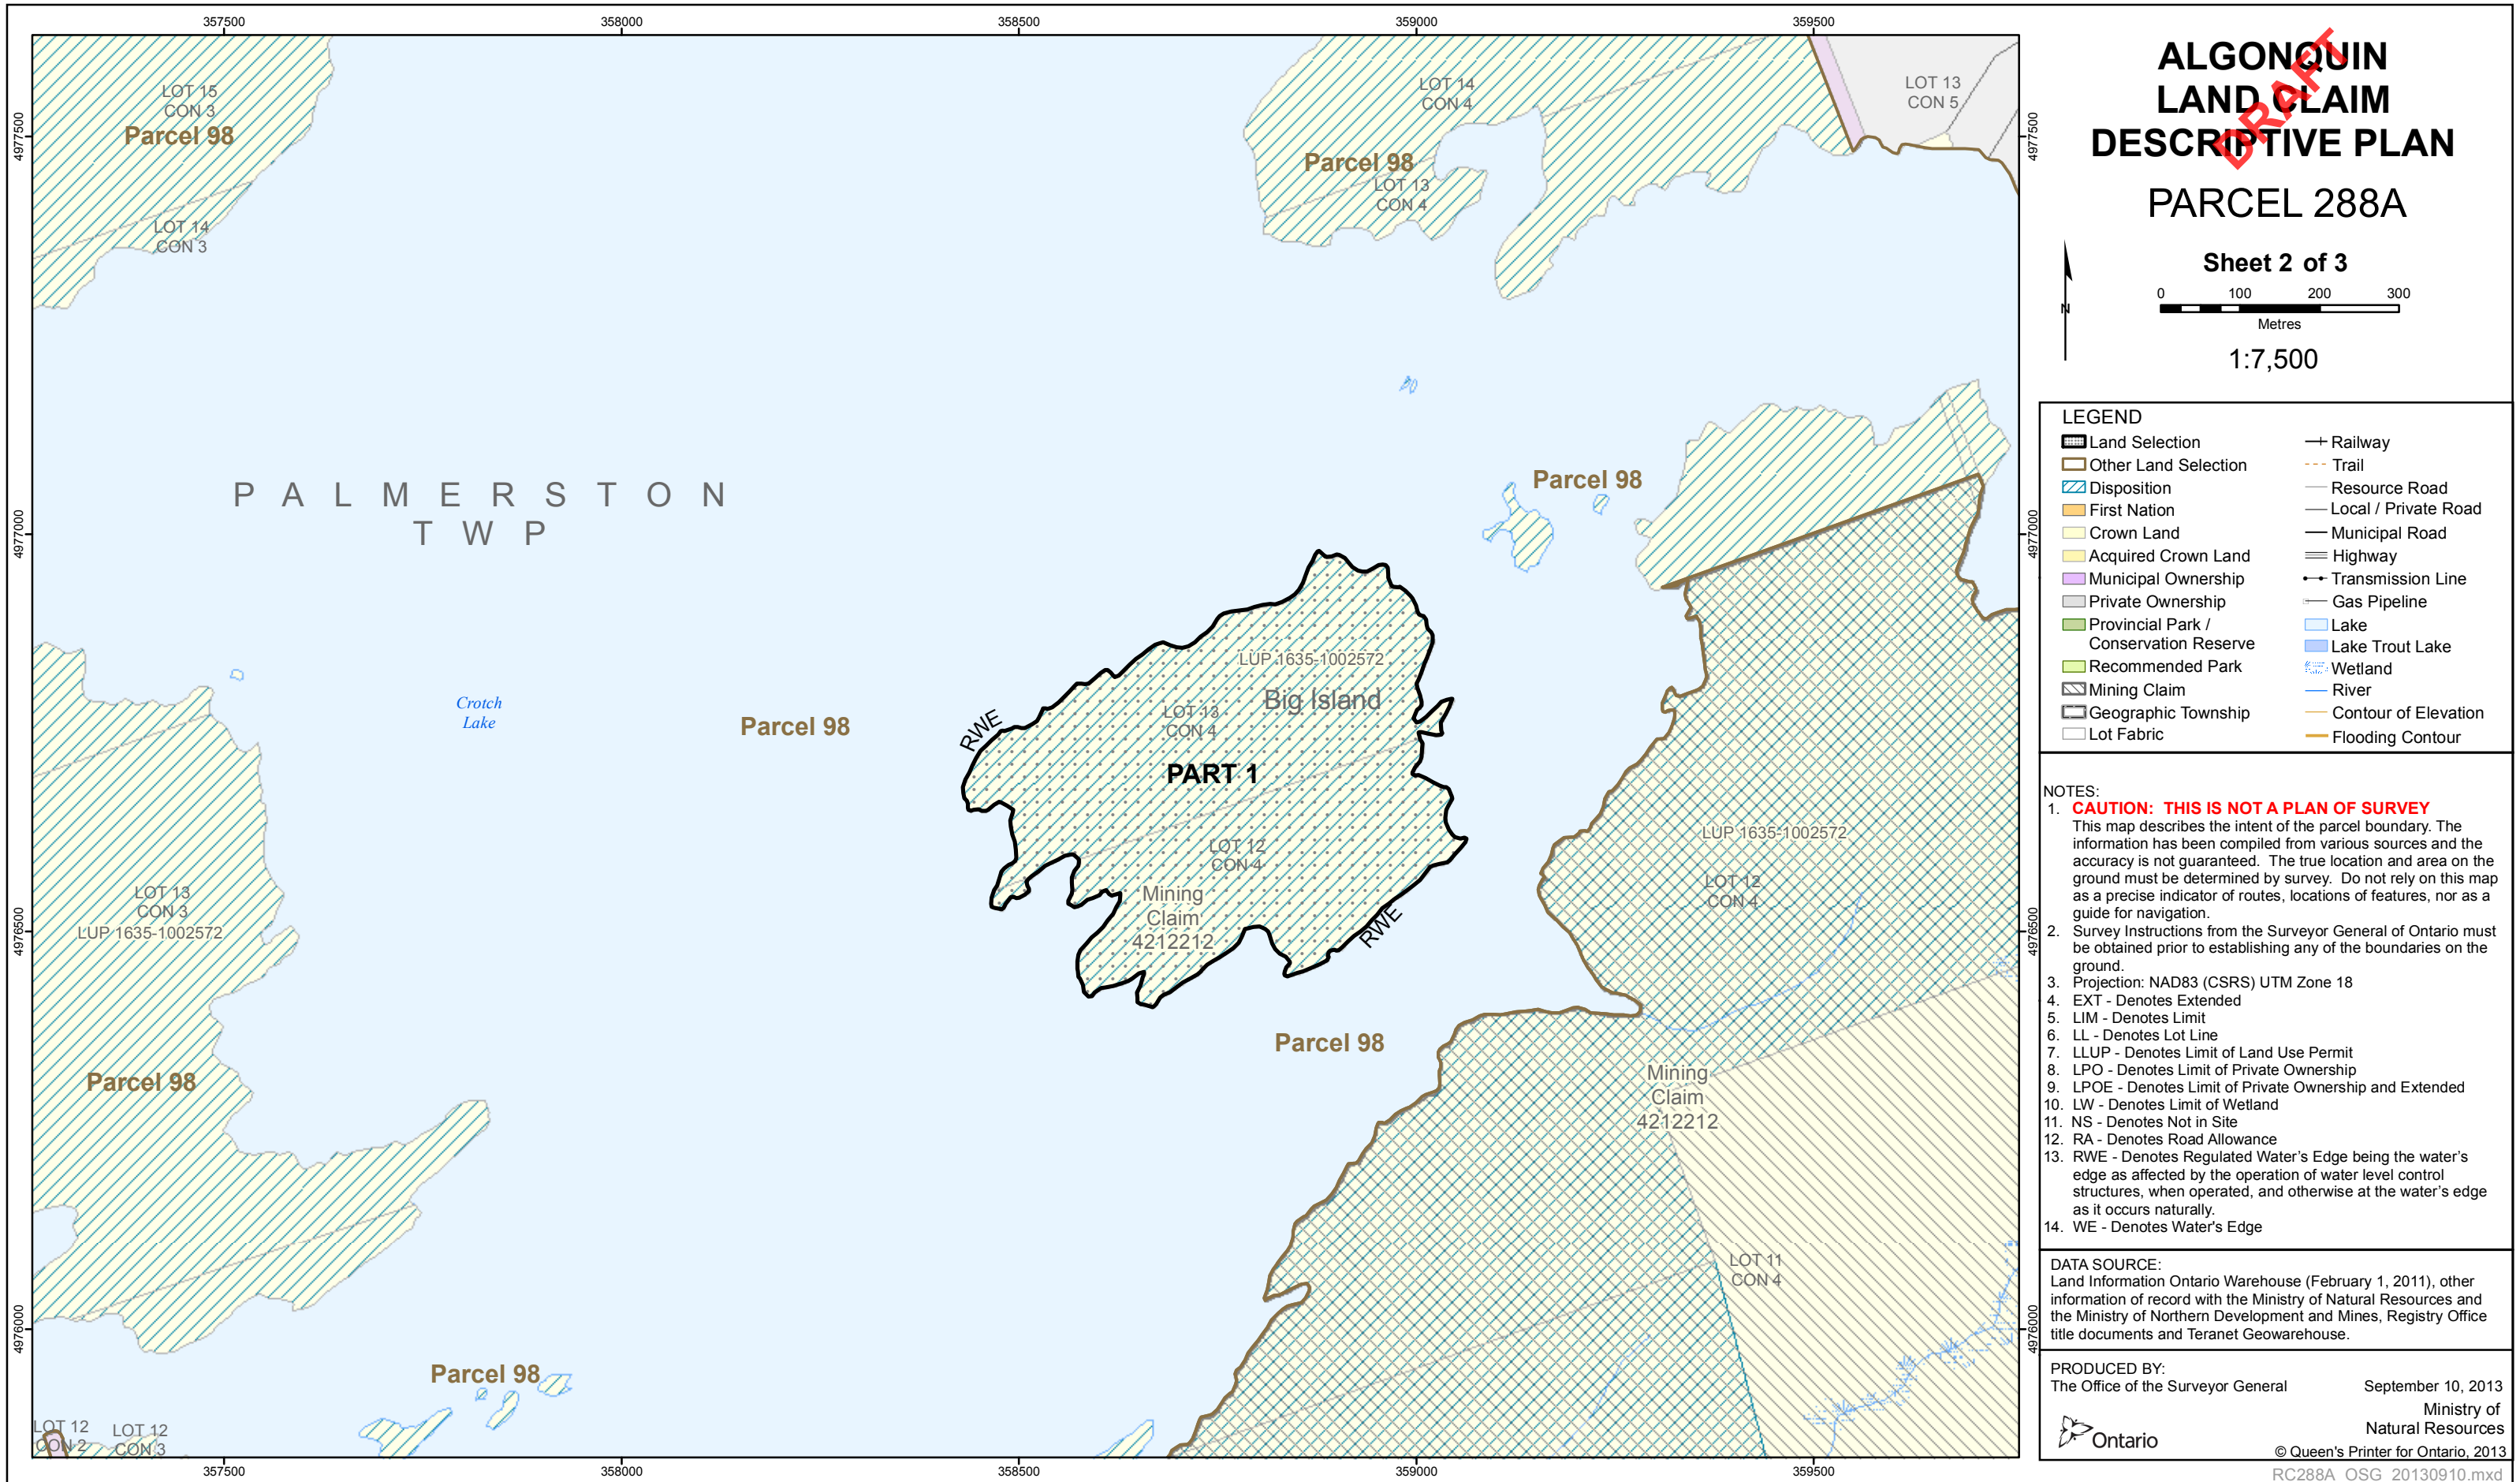 357500
358000
358500
359000
359500
4977500
4977000
4976500
4976000
4977500
4977000
4976500
4976000
357500
358000
358500
359000
359500
LOT 15
CON 3
Parcel 98
LOT 14
CON 3
LOT 14
CON 4
Parcel 98
LOT 13
CON 4
LOT 13
CON 5
PALMERSTON
TWP
Parcel 98
Crotch
Lake
Parcel 98
RWE
LUP 1635-1002572
Big Island
LOT 13
CON 4
PART 1
LOT 12
CON 4
Mining
Claim
4212212
RWE
LUP 1635-1002572
LOT 12
CON 4
LOT 13
CON 3
LUP 1635-1002572
Parcel 98
Parcel 98
Mining
Claim
4212212
LOT 11
CON 4
Parcel 98
LOT 12
CON 2
LOT 12
CON 3
ALGONQUIN
LAND CLAIM
DESCRIPTIVE PLAN
DRAFT
PARCEL 288A
Sheet 2 of 3
N
0 100 200 300
Metres
1:7,500
LEGEND
Land Selection
Other Land Selection
Disposition
First Nation
Crown Land
Acquired Crown Land
Municipal Ownership
Private Ownership
Provincial Park /
Conservation Reserve
Recommended Park
Mining Claim
Geographic Township
Lot Fabric
Railway
Trail
Resource Road
Local / Private Road
Municipal Road
Highway
Transmission Line
Gas Pipeline
Lake
Lake Trout Lake
Wetland
River
Contour of Elevation
Flooding Contour
NOTES:
1. CAUTION: THIS IS NOT A PLAN OF SURVEY
This map describes the intent of the parcel boundary. The
information has been compiled from various sources and the
accuracy is not guaranteed. The true location and area on the
ground must be determined by survey. Do not rely on this map
as a precise indicator of routes, locations of features, nor as a
guide for navigation.
2. Survey Instructions from the Surveyor General of Ontario must
be obtained prior to establishing any of the boundaries on the
ground.
3. Projection: NAD83 (CSRS) UTM Zone 18
4. EXT - Denotes Extended
5. LIM - Denotes Limit
6. LL - Denotes Lot Line
7. LLUP - Denotes Limit of Land Use Permit
8. LPO - Denotes Limit of Private Ownership
9. LPOE - Denotes Limit of Private Ownership and Extended
10. LW - Denotes Limit of Wetland
11. NS - Denotes Not in Site
12. RA - Denotes Road Allowance
13. RWE - Denotes Regulated Water's Edge being the water's
edge as affected by the operation of water level control
structures, when operated, and otherwise at the water's edge
as it occurs naturally.
14. WE - Denotes Water's Edge
DATA SOURCE:
Land Information Ontario Warehouse (February 1, 2011), other
information of record with the Ministry of Natural Resources and
the Ministry of Northern Development and Mines, Registry Office
title documents and Teranet Geowarehouse.
PRODUCED BY:
The Office of the Surveyor General
September 10, 2013
Ministry of
Natural Resources
Ontario
© Queen's Printer for Ontario, 2013
RC288A_OSG_20130910.mxd